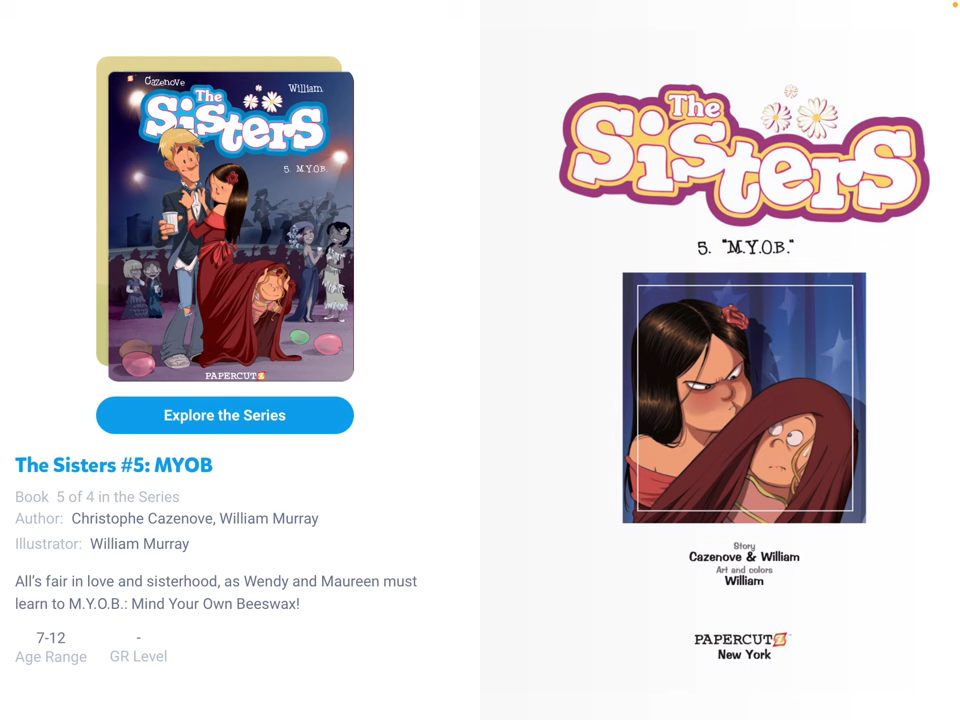 Cazenove
William
The
Sisters
5. M.Y.O.B.
PAPERCUTZ
Explore the Series
The Sisters #5: MYOB
Book 5 of 4 in the Series
Author: Christophe Cazenove, William Murray
Illustrator: William Murray
All's fair in love and sisterhood, as Wendy and Maureen must
learn to M.Y.O.B.: Mind Your Own Beeswax!
7-12 -
Age Range GR Level
The
Sisters
5. "M.Y.O.B."
Story
Cazenove & William
Art and colors
William
PAPERCUTZ
New York